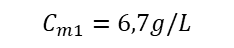 C_{m1} = 6,7g/L